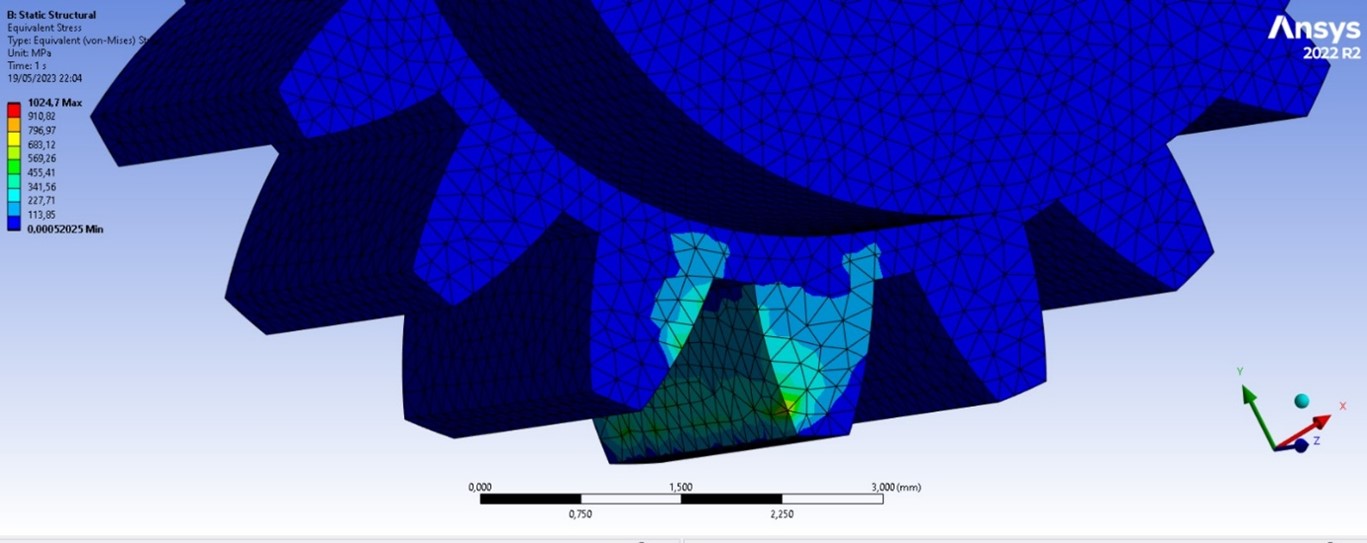 B: Static Structural
Equivalent Stress
Type: Equivalent (von-Mises) St
Unit: MPa
Time: 1 s
19/05/2023 22:04
1024,7 Max
910,82
796,97
683,12
569,26
455,41
341,56
227,71
113,85
0,00052025 Min
Ansys
2022 R2
Y
X
Z
0,000 1,500 3,000 (mm)
0,750 2,250